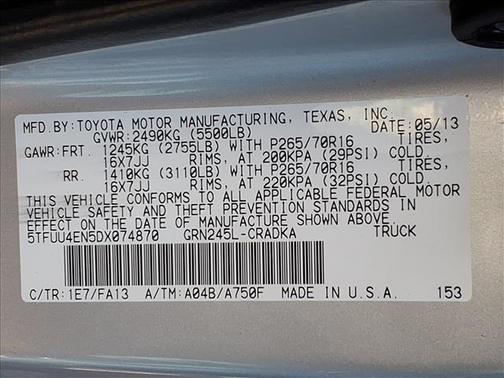 MFD.BY: TOYOTA MOTOR MANUFACTURING, TEXAS, INC.
GVWR: 2490KG (5500LB) DATE: 05/13
GAWR: FRT. 1245KG (2755LB) WITH P265/70R16 TIRES,
16X7JJ RIMS, AT 200KPA (29PSI) COLD
RR. 1410KG (3110LB) WITH P265/70R16 TIRES,
16X7JJ RIMS, AT 220KPA (32PSI) COLD.
THIS VEHICLE CONFORMS TO ALL APPLICABLE FEDERAL MOTOR
VEHICLE SAFETY AND THEFT PREVENTION STANDARDS IN
EFFECT ON THE DATE OF MANUFACTURE SHOWN ABOVE.
5TFUU4EN5DX074870 GRN245L-CRADKA TRUCK
C/TR: 1E7/FA13 A/TM: A04B/A750F MADE IN U.S.A. 153